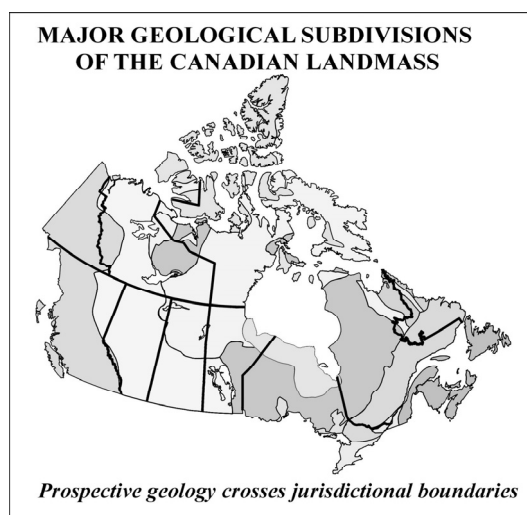 MAJOR GEOLOGICAL SUBDIVISIONS
OF THE CANADIAN LANDMASS
Prospective geology crosses jurisdictional boundaries